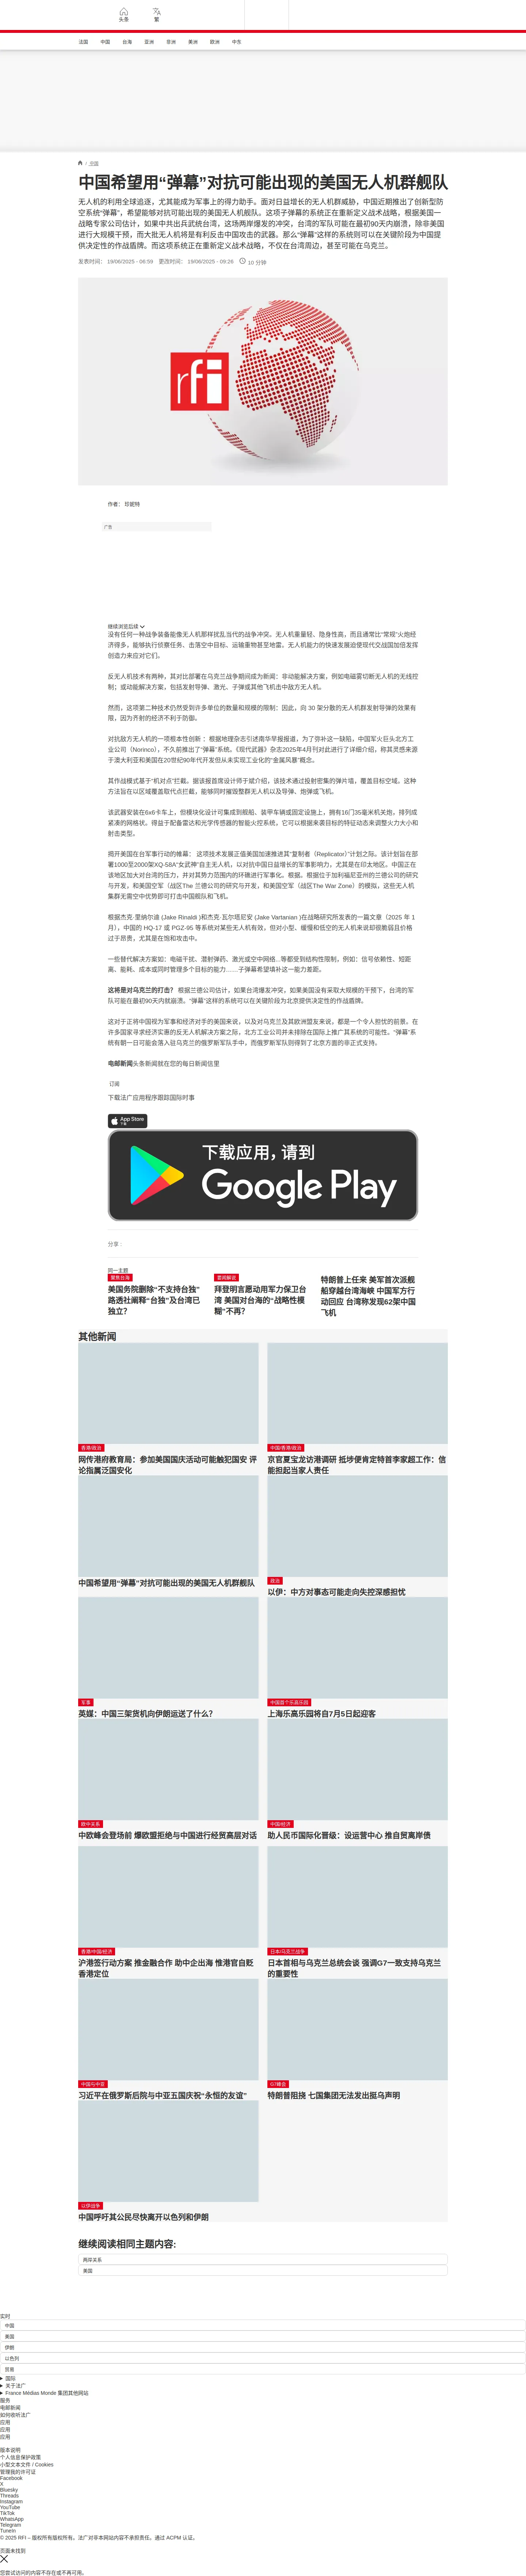 头条
繁
法国 中国 台海 亚洲 非洲 美洲 欧洲 中东
/ 中国
中国希望用“弹幕”对抗可能出现的美国无人机群舰队
无人机的利用全球追逐，尤其能成为军事上的得力助手。面对日益增长的无人机群威胁，中国近期推出了创新型防
空系统“弹幕”，希望能够对抗可能出现的美国无人机舰队。这项子弹幕的系统正在重新定义战术战略，根据美国一
战略专家公司估计，如果中共出兵武统台湾，这场两岸爆发的冲突，台湾的军队可能在最初90天内崩溃，除非美国
进行大规模干预，而大批无人机将是有利反击中国攻击的武器。那么“弹幕”这样的系统则可以在关键阶段为中国提
供决定性的作战盾牌。而这项系统正在重新定义战术战略，不仅在台湾周边，甚至可能在乌克兰。
发表时间： 19/06/2025 - 08:59 更改时间： 19/06/2025 - 09:26 10 分钟
rfi
作者： 珍妮特
广告
继续浏览后续
没有任何一种战争装备能像无人机那样扰乱当代的战争冲突。无人机重量轻、隐身性高，而且通常比“常规”火炮经
济得多，能够执行侦察任务、击落空中目标、运输重物甚至地雷。无人机能力的快速发展迫使现代交战国加倍发挥
创造力来应对它们。
反无人机技术有两种，其对比部署在乌克兰战争期间成为新闻：非动能解决方案，例如电磁雾切断无人机的无线控
制；或动能解决方案，包括发射导弹、激光、子弹或其他飞机击中敌方无人机。
然而，这项第二种技术仍然受到许多单位的数量和规模的限制：因此，向 30 架分散的无人机群发射导弹的效果有
限，因为齐射的经济不利于防御。
对抗敌方无人机的一项根本性创新 ：根据地理杂志引述南华早报报道，为了弥补这一缺陷，中国军火巨头北方工
业公司（Norinco），不久前推出了“弹幕”系统。《现代武器》杂志2025年4月刊对此进行了详细介绍，称其灵感来源
于澳大利亚和美国在20世纪90年代开发但从未实现工业化的“金属风暴”概念。
其作战模式基于“机对点”拦截。据该报首席设计师于斌介绍，该技术通过投射密集的弹片墙，覆盖目标空域。这种
方法旨在以区域覆盖取代点拦截，能够同时摧毁整群无人机以及导弹、炮弹或飞机。
该武器安装在6x6卡车上，但模块化设计可集成到舰船、装甲车辆或固定设施上，拥有16门35毫米机关炮，排列成
紧凑的网格状。得益于配备雷达和光学传感器的智能火控系统，它可以根据来袭目标的特征动态调整火力大小和
射击类型。
揭开美国在台军事行动的帷幕： 这项技术发展正值美国加速推进其“复制者（Replicator）”计划之际。该计划旨在部
署1000至2000架XQ-58A“女武神”自主无人机，以对抗中国日益增长的军事影响力，尤其是在印太地区。中国正在
该地区加大对台湾的压力，并对其势力范围内的环礁进行军事化。根据。根据位于加利福尼亚州的兰德公司的研究
与开发，和美国空军（战区The 兰德公司的研究与开发，和美国空军（战区The War Zone）的模拟，这些无人机
集群无需空中优势即可打击中国舰队和飞机。
根据杰克·里纳尔迪 (Jake Rinaldi )和杰克·瓦尔塔尼安 (Jake Vartanian )在战略研究所发表的一篇文章（2025 年 1
月），中国的 HQ-17 或 PGZ-95 等系统对某些无人机有效，但对小型、缓慢和低空的无人机来说却很脆弱且价格
过于昂贵，尤其是在饱和攻击中。
一些替代解决方案如：电磁干扰、潜射弹药、激光或空中网络...等都受到结构性限制，例如：信号依赖性、短距
离、能耗、成本或同时管理多个目标的能力……子弹幕希望填补这一能力差距。
这将是对乌克兰的打击？ 根据兰德公司估计，如果台湾爆发冲突，如果美国没有采取大规模的干预下，台湾的军
队可能在最初90天内就崩溃。“弹幕”这样的系统可以在关键阶段为北京提供决定性的作战盾牌。
这对于正将中国视为军事和经济对手的美国来说，以及对乌克兰及其欧洲盟友来说，都是一个令人担忧的前景。在
许多国家寻求经济实惠的反无人机解决方案之际，北方工业公司并未排除在国际上推广其系统的可能性。“弹幕”系
统有朝一日可能会落入驻乌克兰的俄罗斯军队手中，而俄罗斯军队则得到了北京方面的非正式支持。
电邮新闻头条新闻就在您的每日新闻信里
订阅
下载法广应用程序跟踪国际时事
App Store
下载
下载应用，请到
Google Play
分享 :
同一主题
聚焦台海
美国务院删除“不支持台独”
路透社阐释“台独”及台湾已
独立?
要闻解说
拜登明言愿动用军力保卫台
湾 美国对台海的“战略性模
糊”不再?
特朗普上任来 美军首次派舰
船穿越台湾海峡 中国军方行
动回应 台湾称发现62架中国
飞机
其他新闻
香港/政治
网传港府教育局：参加美国国庆活动可能触犯国安 评
论指属泛国安化
中国/香港/政治
京官夏宝龙访港调研 抵埗便肯定特首李家超工作：信
能担起当家人责任
中国希望用“弹幕”对抗可能出现的美国无人机群舰队
政治
以伊：中方对事态可能走向失控深感担忧
军事
英媒：中国三架货机向伊朗运送了什么？
中国首个乐高乐园
上海乐高乐园将自7月5日起迎客
欧中关系
中欧峰会登场前 爆欧盟拒绝与中国进行经贸高层对话
中国/经济
助人民币国际化晋级：设运营中心 推自贸离岸债
香港/中国/经济
沪港签行动方案 推金融合作 助中企出海 惟港官自贬
香港定位
日本/乌克兰战争
日本首相与乌克兰总统会谈 强调G7一致支持乌克兰
的重要性
中国与中亚
习近平在俄罗斯后院与中亚五国庆祝“永恒的友谊”
G7峰会
特朗普阻挠 七国集团无法发出挺乌声明
以伊战争
中国呼吁其公民尽快离开以色列和伊朗
继续阅读相同主题内容:
两岸关系
美国
实时
中国
美国
伊朗
以色列
贸易
国际
关于法广
France Médias Monde 集团其他网站
服务
电邮新闻
如何收听法广
应用
应用
应用
版本说明
个人信息保护政策
小型文本文件 / Cookies
管理我的许可证
Facebook
X
Bluesky
Threads
Instagram
YouTube
TikTok
WhatsApp
Telegram
TuneIn
© 2025 RFI – 版权所有版权所有。法广对非本网站内容不承担责任。通过 ACPM 认证。
页面未找到
您尝试访问的内容不存在或不再可用。